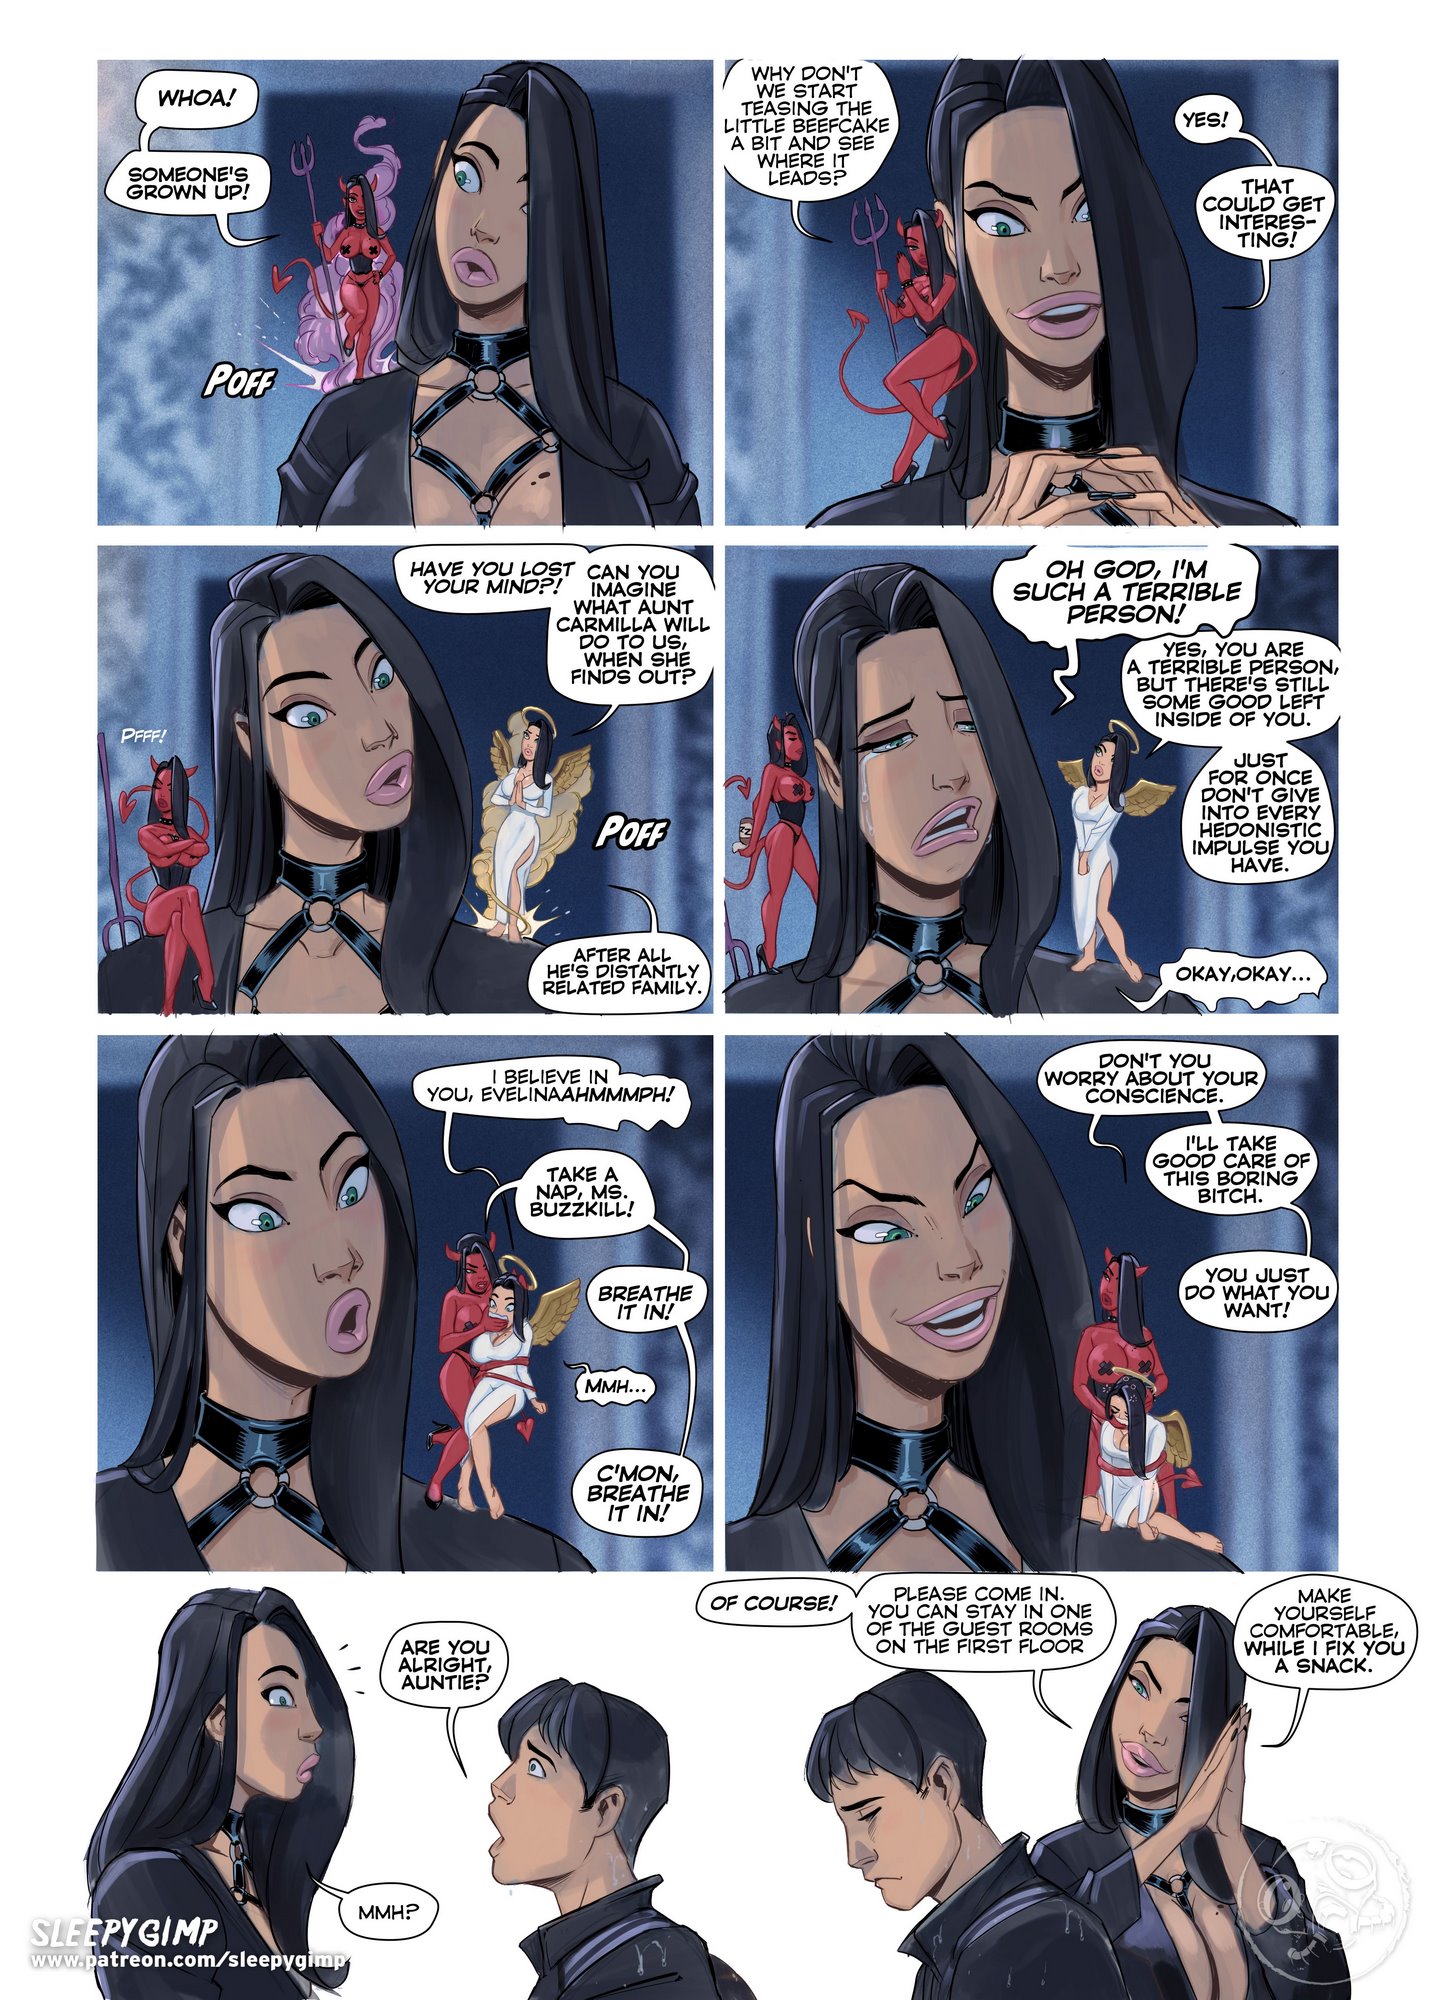 WHOA!
SOMEONE'S
GROWN UP!
POFF
WHY DON'T
WE START
TEASING THE
LITTLE BEEFCAKE
A BIT AND SEE
WHERE IT
LEADS?
YES!
THAT
COULD GET
INTERES-
TING!
HAVE YOU LOST
YOUR MIND?!
CAN YOU
IMAGINE
WHAT AUNT
CARMILLA WILL
DO TO US,
WHEN SHE
FINDS OUT?
PFFF!
POFF
AFTER ALL
HE'S DISTANTLY
RELATED FAMILY.
OH GOD, I'M
SUCH A TERRIBLE
PERSON!
YES, YOU ARE
A TERRIBLE PERSON,
BUT THERE'S STILL
SOME GOOD LEFT
INSIDE OF YOU.
JUST
FOR ONCE
DON'T GIVE
INTO EVERY
HEDONISTIC
IMPULSE YOU
HAVE.
ZZ
OKAY,OKAY...
I BELIEVE IN
YOU, EVELINAAHMMMPH!
TAKE A
NAP, MS.
BUZZKILL!
BREATHE
IT IN!
MMH...
C'MON,
BREATHE
IT IN!
DON'T YOU
WORRY ABOUT YOUR
CONSCIENCE.
I'LL TAKE
GOOD CARE OF
THIS BORING
BITCH.
YOU JUST
DO WHAT YOU
WANT!
ARE YOU
ALRIGHT,
AUNTIE?
MMH?
OF COURSE!
PLEASE COME IN.
YOU CAN STAY IN ONE
OF THE GUEST ROOMS
ON THE FIRST FLOOR
MAKE
YOURSELF
COMFORTABLE,
WHILE I FIX YOU
A SNACK.
SLEEPYGIMP
www.patreon.com/sleepygimp